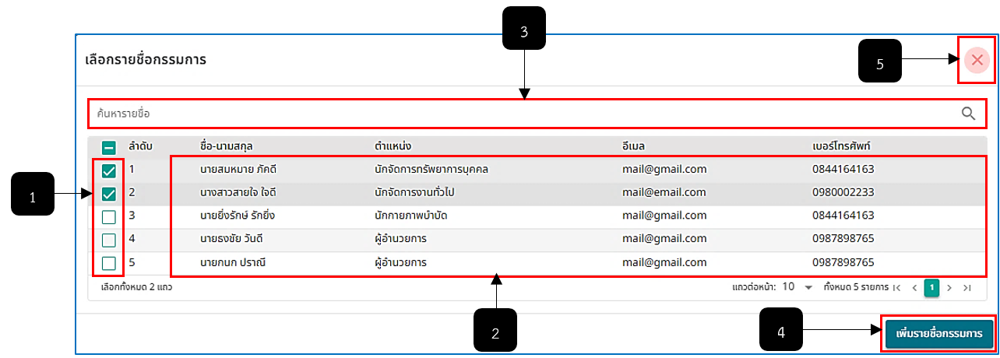 3
เลือกรายชื่อกรรมการ
5
ค้นหารายชื่อ
ลำดับ ชื่อ-นามสกุล ตำแหน่ง อีเมล เบอร์โทรศัพท์
1 นายสมหมาย ภักดี นักจัดการทรัพยาการบุคคล mail@gmail.com 0844164163
1
2 นางสาวสายใจ ใจดี นักจัดการงานทั่วไป mail@email.com 0980002233
3 นายยิ่งรักษ์ รักยิ่ง นักกายภาพบำบัด mail@gmail.com 0844164163
4 นายธงชัย วันดี ผู้อำนวยการ mail@gmail.com 0987898765
5 นายกนก ปราณี ผู้อำนวยการ mail@gmail.com 0987898765
เลือกทั้งหมด 2 แถว แถวต่อหน้า: 10 ทั้งหมด 5 รายการ 1
2
4
เพิ่มรายชื่อกรรมการ